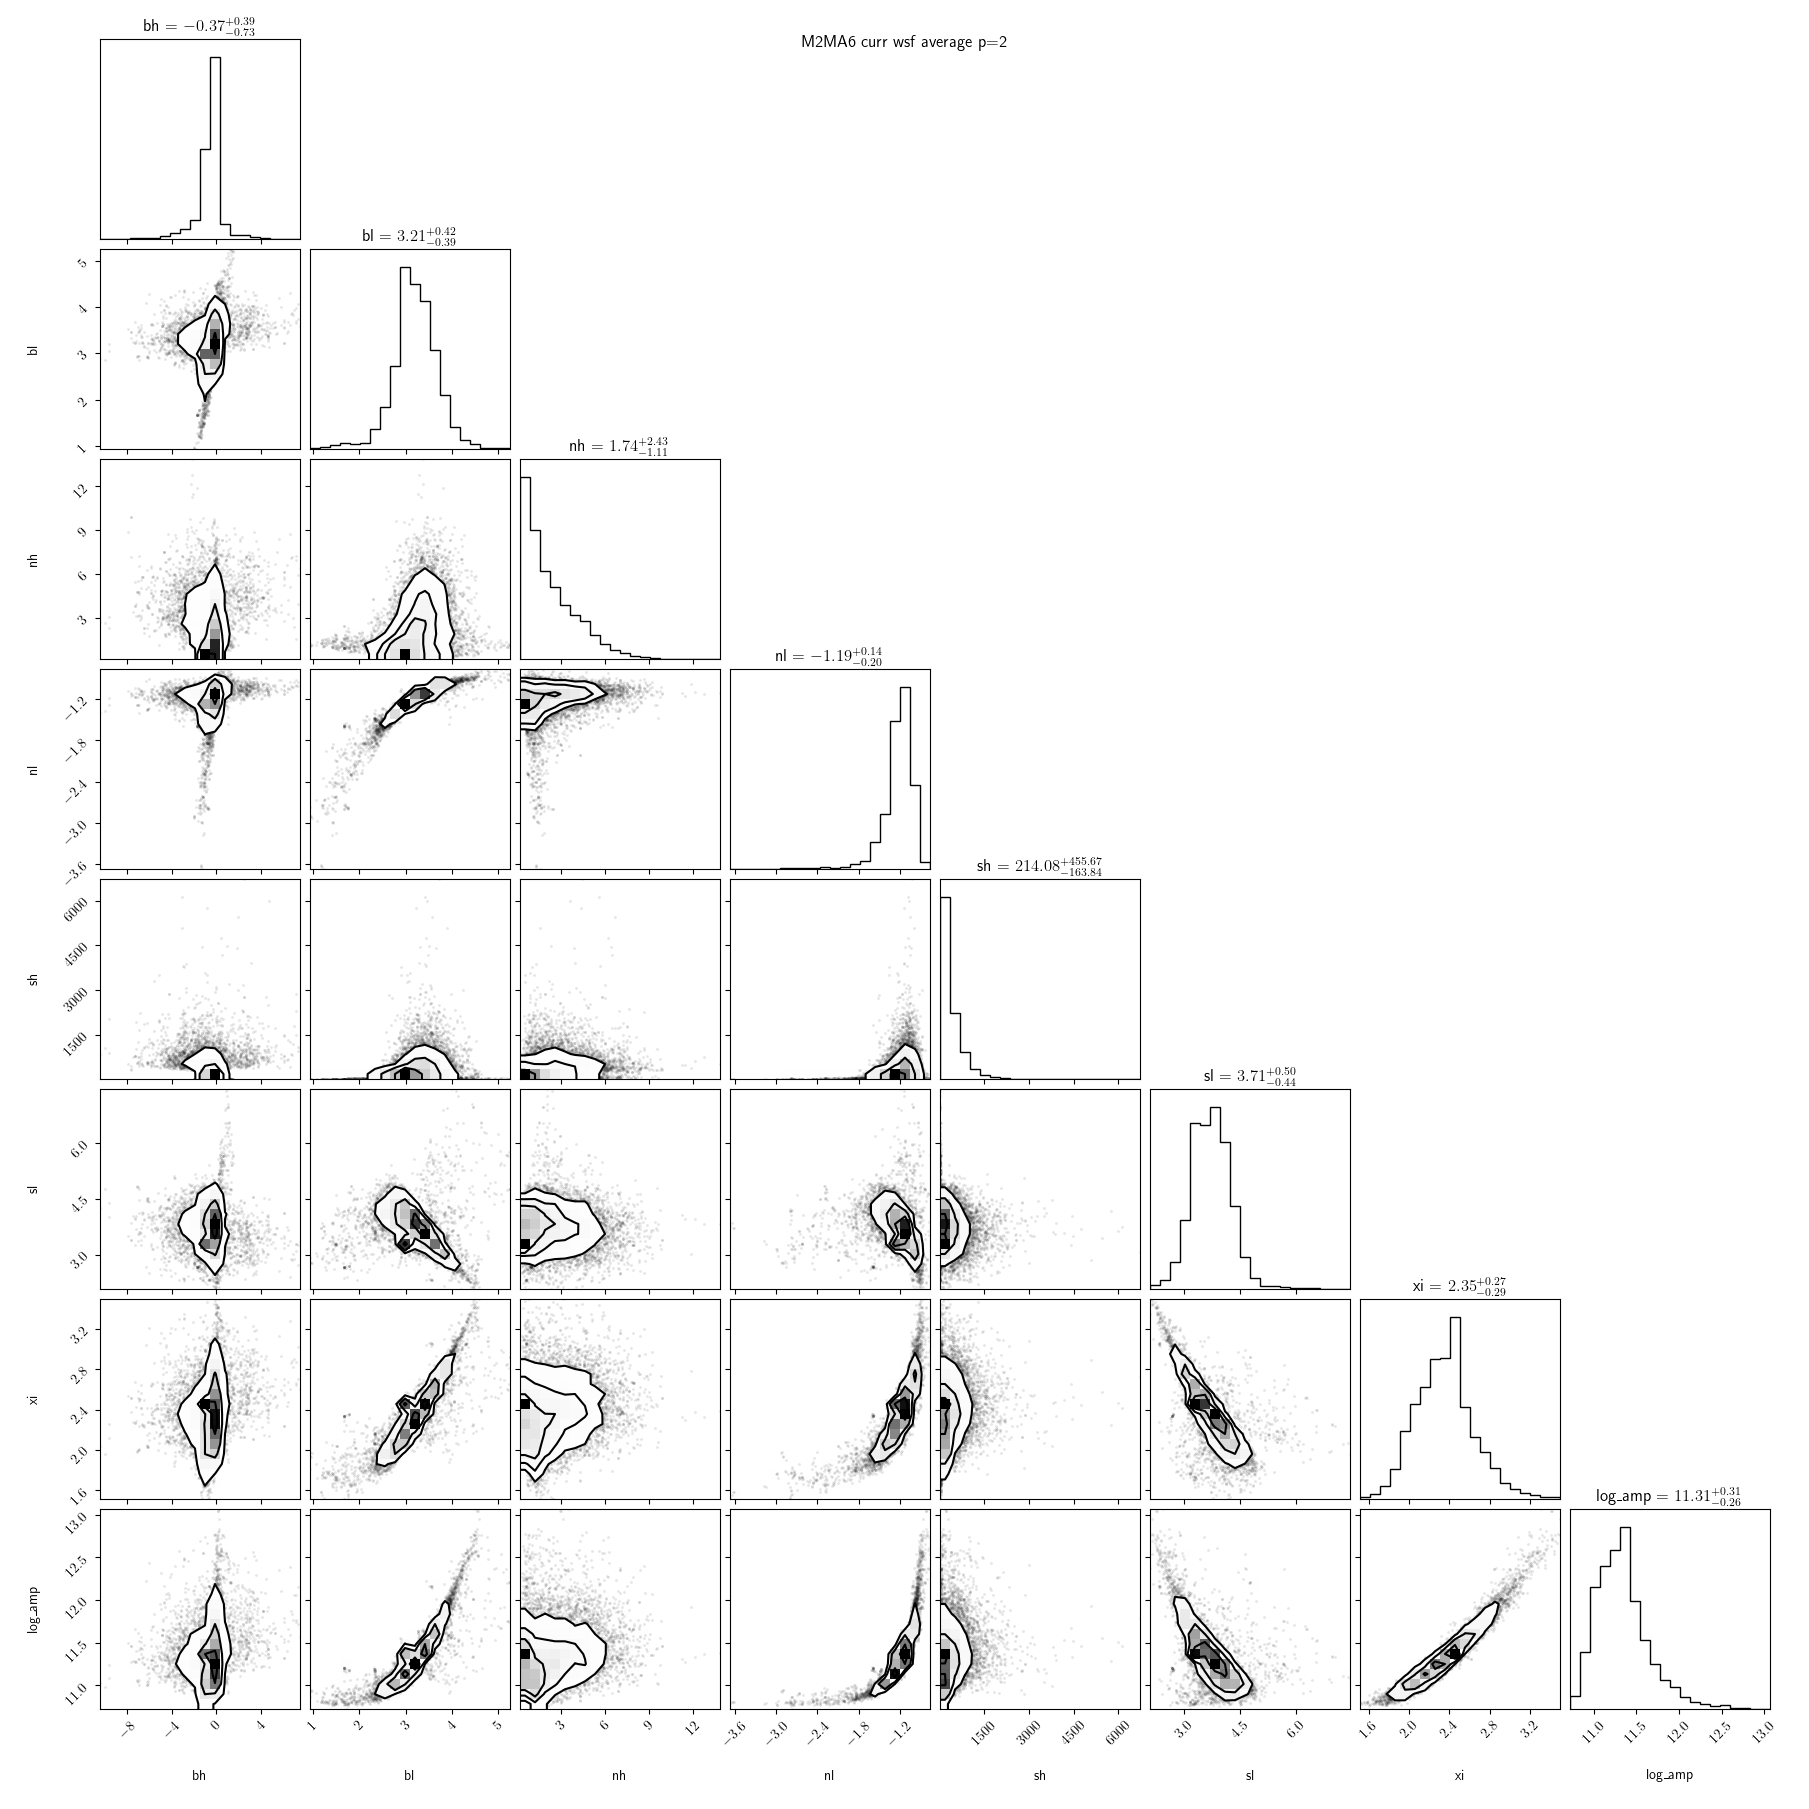 M2MA6 curr wsf average p=2
bh = −0.37 +0.39 −0.73
bl = 3.21 +0.42 −0.39
bl
5
4
3
2
1
nh = 1.74 +2.43 −1.11
nh
12
9
6
3
nl = −1.19 +0.14 −0.20
nl
−1.2
−1.8
−2.4
−3.0
−3.6
sh = 214.08 +455.67 −163.84
sh
6000
4500
3000
1500
sl = 3.71 +0.50 −0.44
sl
6.0
4.5
3.0
xi = 2.35 +0.27 −0.29
xi
3.2
2.8
2.4
2.0
1.6
log_amp = 11.31 +0.31 −0.26
log_amp
13.0
12.5
12.0
11.5
11.0
−8 −4 0 4 1 2 3 4 5 3 6 9 12 −3.6 −3.0 −2.4 −1.8 −1.2 1500 3000 4500 6000 3.0 4.5 6.0 1.6 2.0 2.4 2.8 3.2 11.0 11.5 12.0 12.5 13.0
bh bl nh nl sh sl xi log_amp